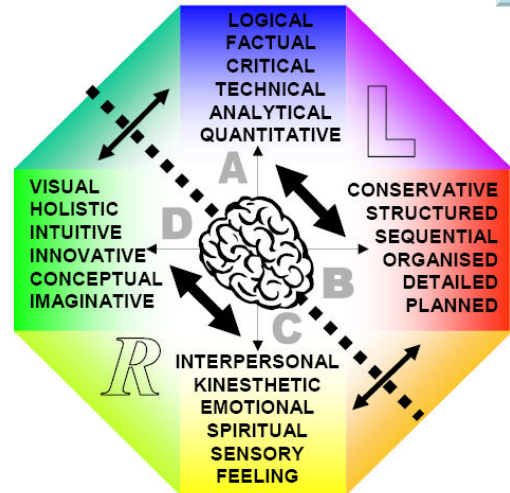 LOGICAL
FACTUAL
CRITICAL
TECHNICAL
ANALYTICAL
QUANTITATIVE
L
A
VISUAL
HOLISTIC
INTUITIVE
INNOVATIVE
CONCEPTUAL
IMAGINATIVE
D
CONSERVATIVE
STRUCTURED
SEQUENTIAL
ORGANISED
DETAILED
PLANNED
B
C
R
INTERPERSONAL
KINESTHETIC
EMOTIONAL
SPIRITUAL
SENSORY
FEELING